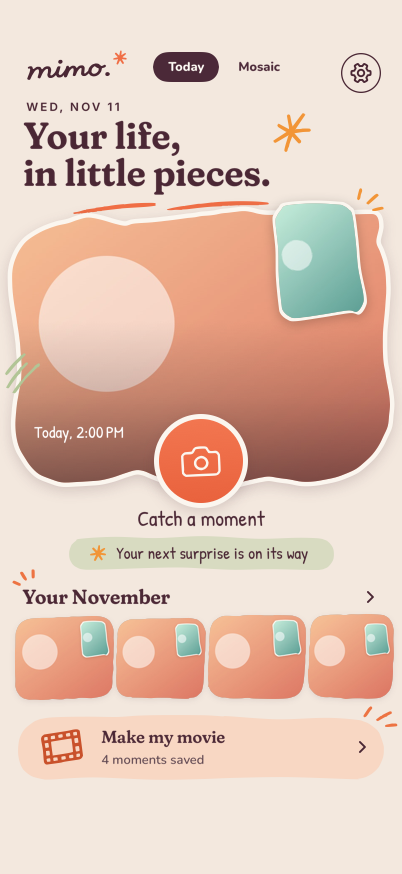 mimo.
Today
Mosaic
WED, NOV 11
Your life,
in little pieces.
Today, 2:00 PM
Catch a moment
Your next surprise is on its way
Your November
Make my movie
4 moments saved